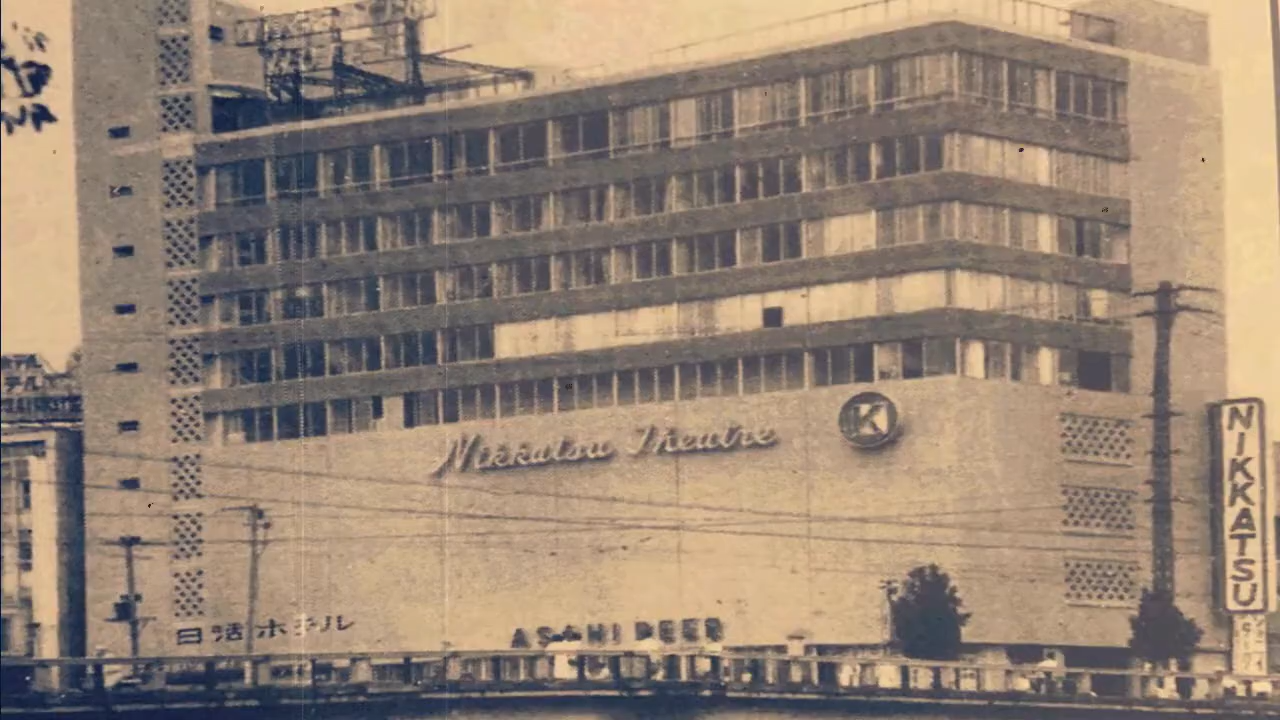 Nikkatsu Theatre
K
NIKKATSU
日活ホテル
ASAHI BEER